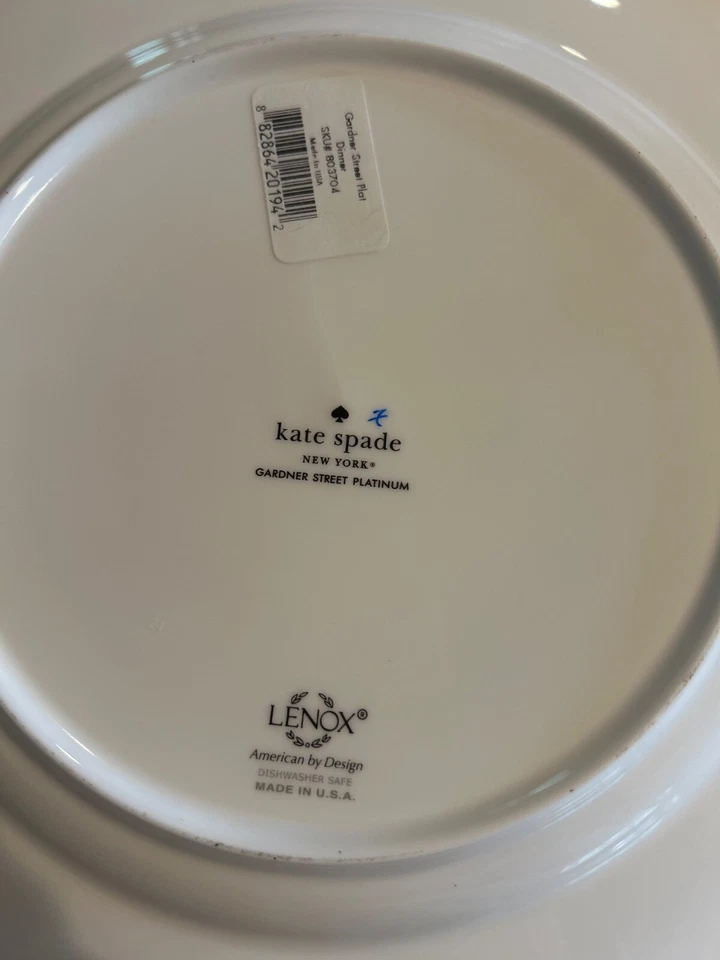 Gardner Street Plat
Dinner
SKU# 803704
Made in USA
8 82864 20194 2
kate spade
NEW YORK®
GARDNER STREET PLATINUM
LENOX®
American by Design
DISHWASHER SAFE
MADE IN U.S.A.